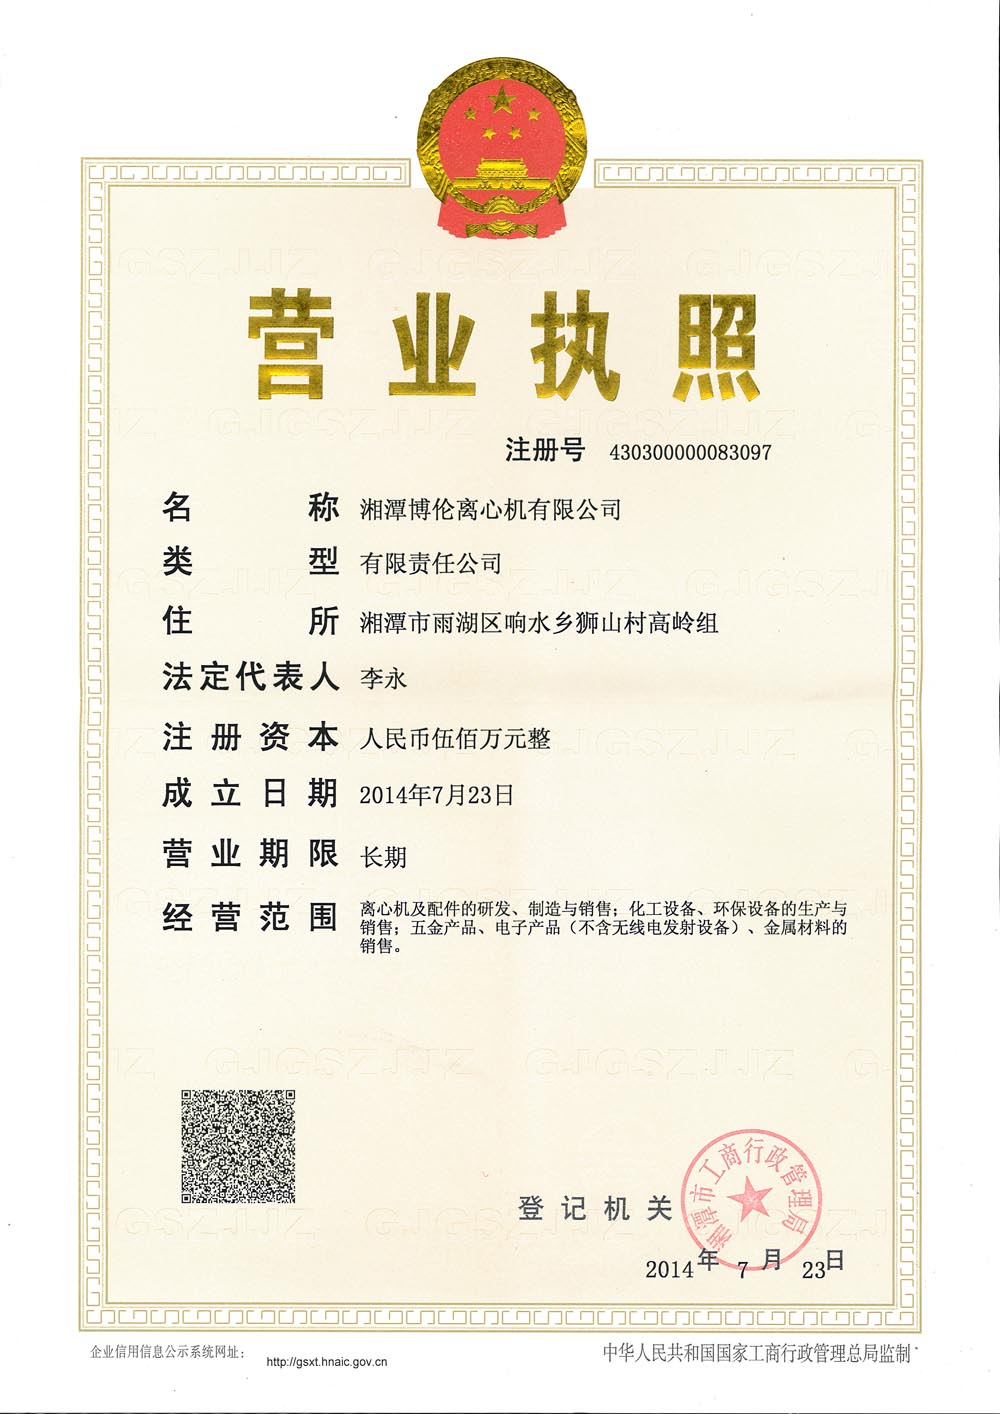 营业执照
注册号 430300000083097
名称 湘潭博伦离心机有限公司
类型 有限责任公司
住所 湘潭市雨湖区响水乡狮山村高岭组
法定代表人 李永
注册资本 人民币伍佰万元整
成立日期 2014年7月23日
营业期限 长期
经营范围 离心机及配件的研发、制造与销售；化工设备、环保设备的生产与
销售；五金产品、电子产品（不含无线电发射设备）、金属材料的
销售。
登记机关
湘潭市工商行政管理局
2014年7月23日
企业信用信息公示系统网址：
http://gsxt.hnaic.gov.cn
中华人民共和国国家工商行政管理总局监制